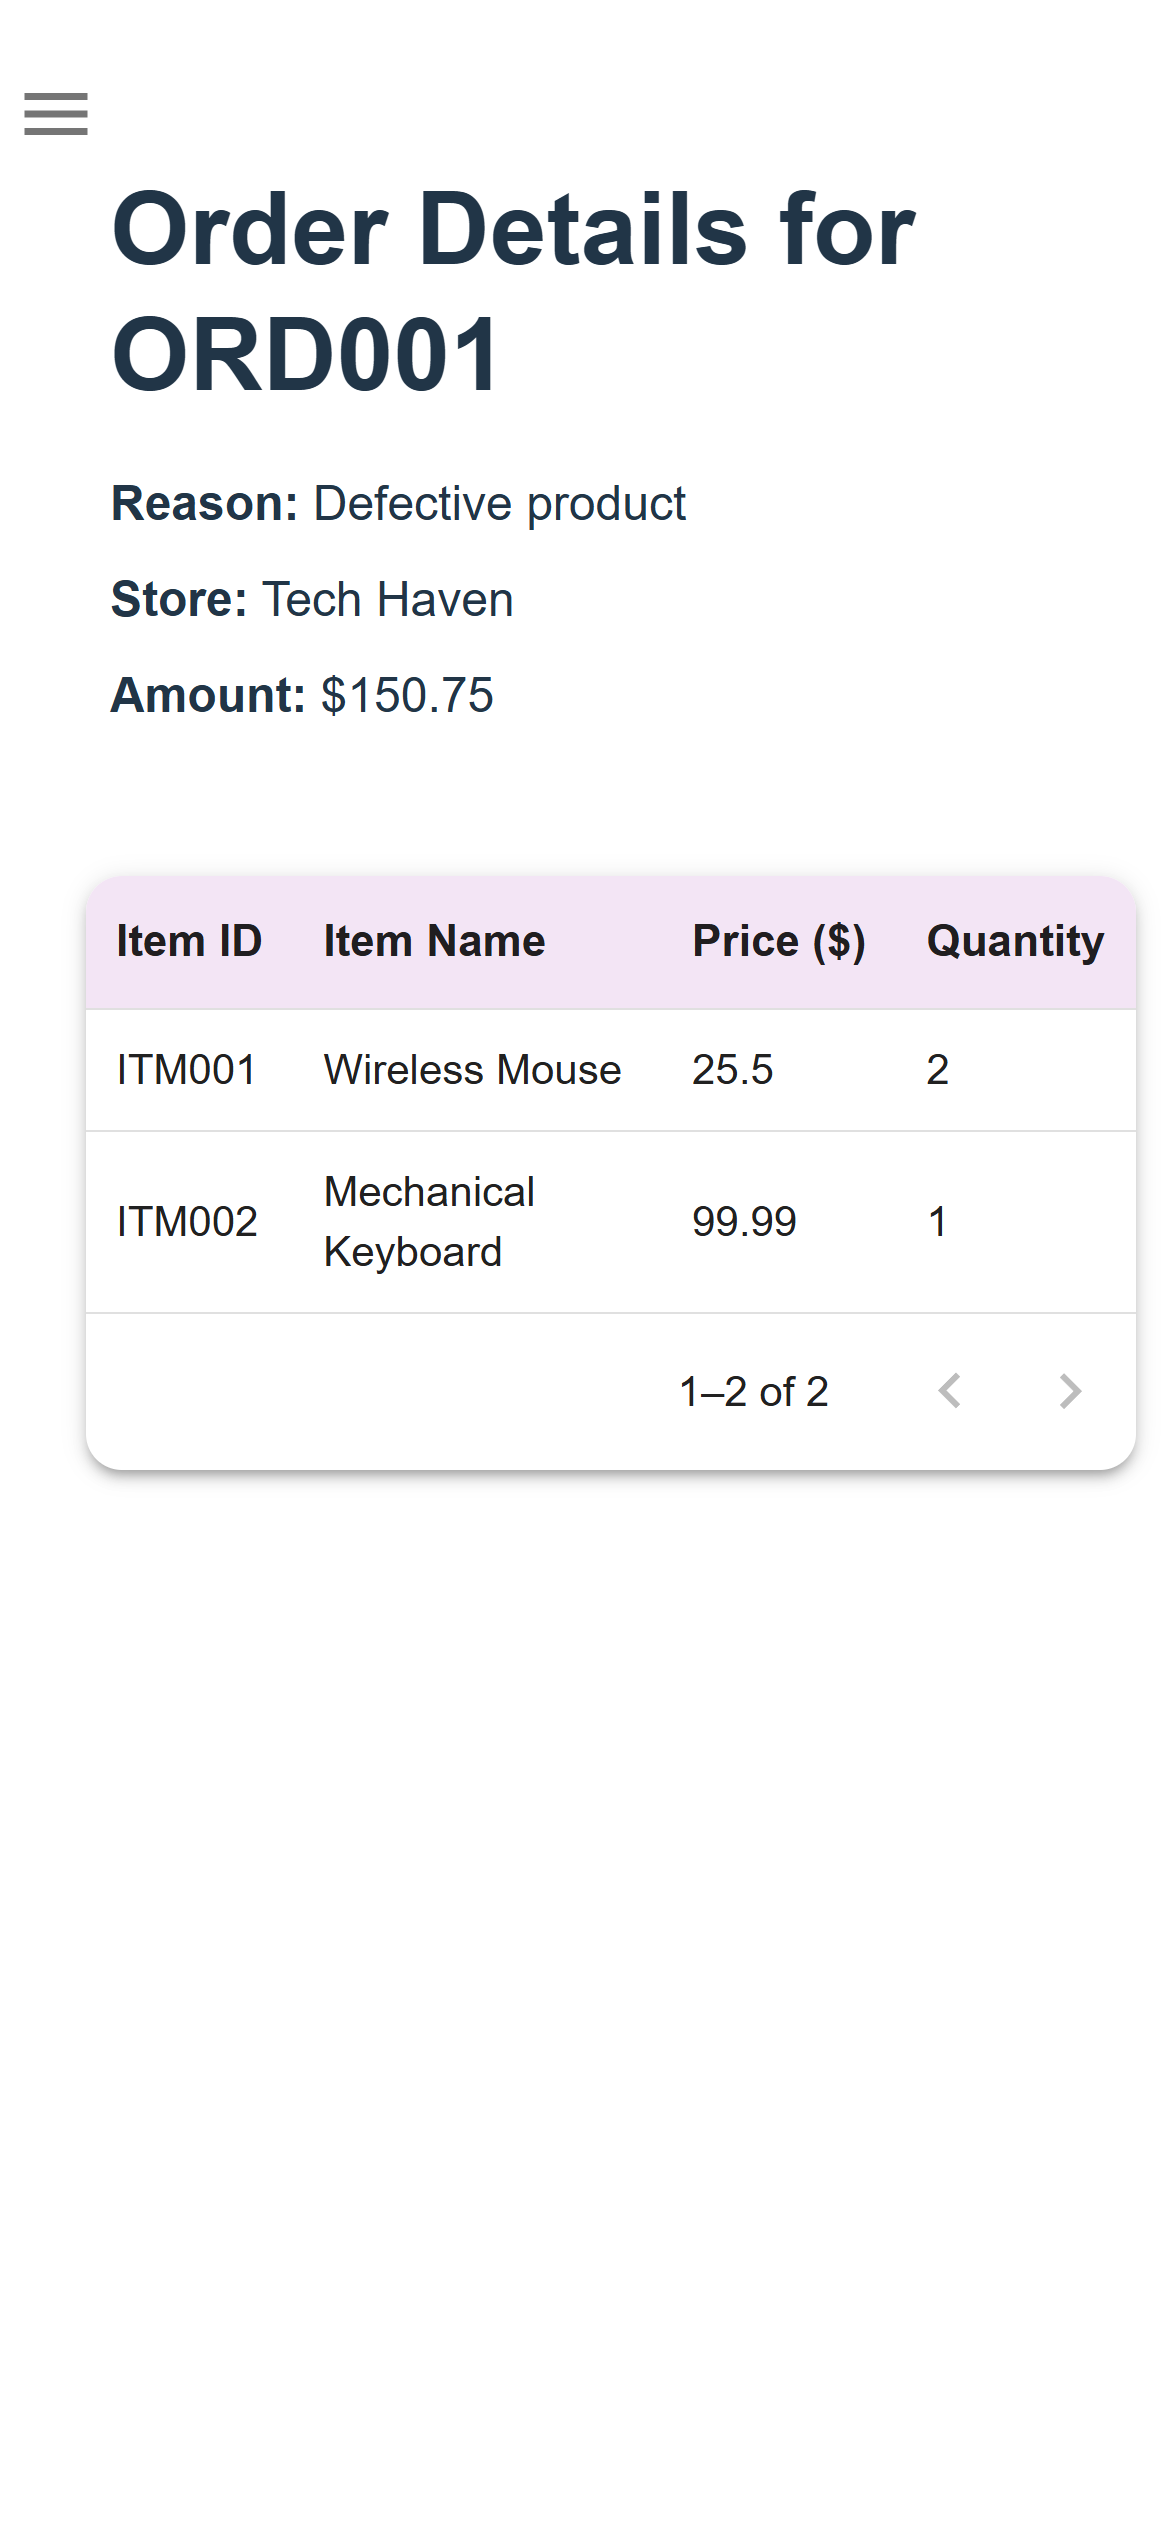 Order Details for
ORD001
Reason: Defective product
Store: Tech Haven
Amount: $150.75
Item ID Item Name Price ($) Quantity
ITM001 Wireless Mouse 25.5 2
ITM002 Mechanical Keyboard 99.99 1
1–2 of 2